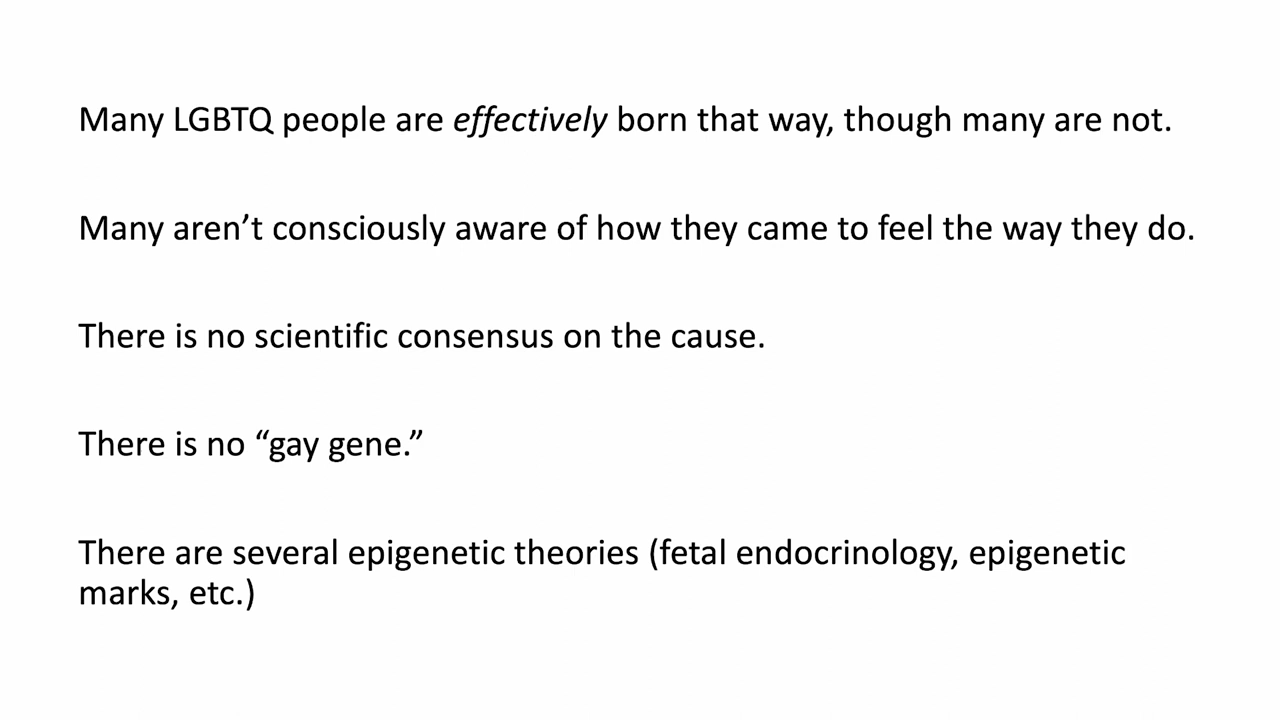 Many LGBTQ people are effectively born that way, though many are not.
Many aren’t consciously aware of how they came to feel the way they do.
There is no scientific consensus on the cause.
There is no “gay gene.”
There are several epigenetic theories (fetal endocrinology, epigenetic
marks, etc.)